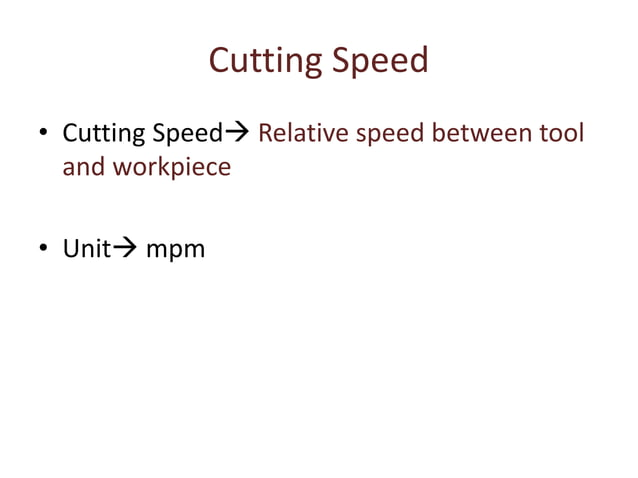 Cutting Speed
• Cutting Speed→ Relative speed between tool
and workpiece
• Unit→ mpm